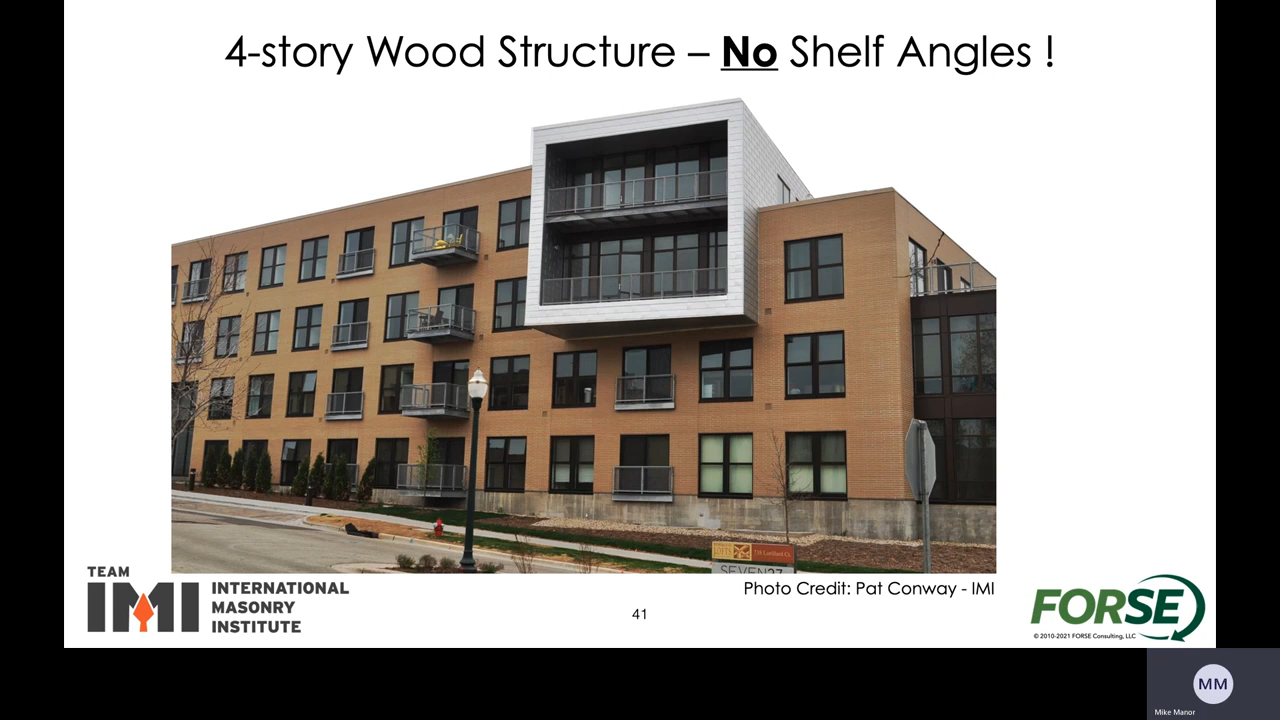 4-story Wood Structure – No Shelf Angles !
SEVEN27
Photo Credit: Pat Conway - IMI
TEAM
IMI
INTERNATIONAL
MASONRY
INSTITUTE
41
FORSE
© 2010-2021 FORSE Consulting, LLC
MM
Mike Manor